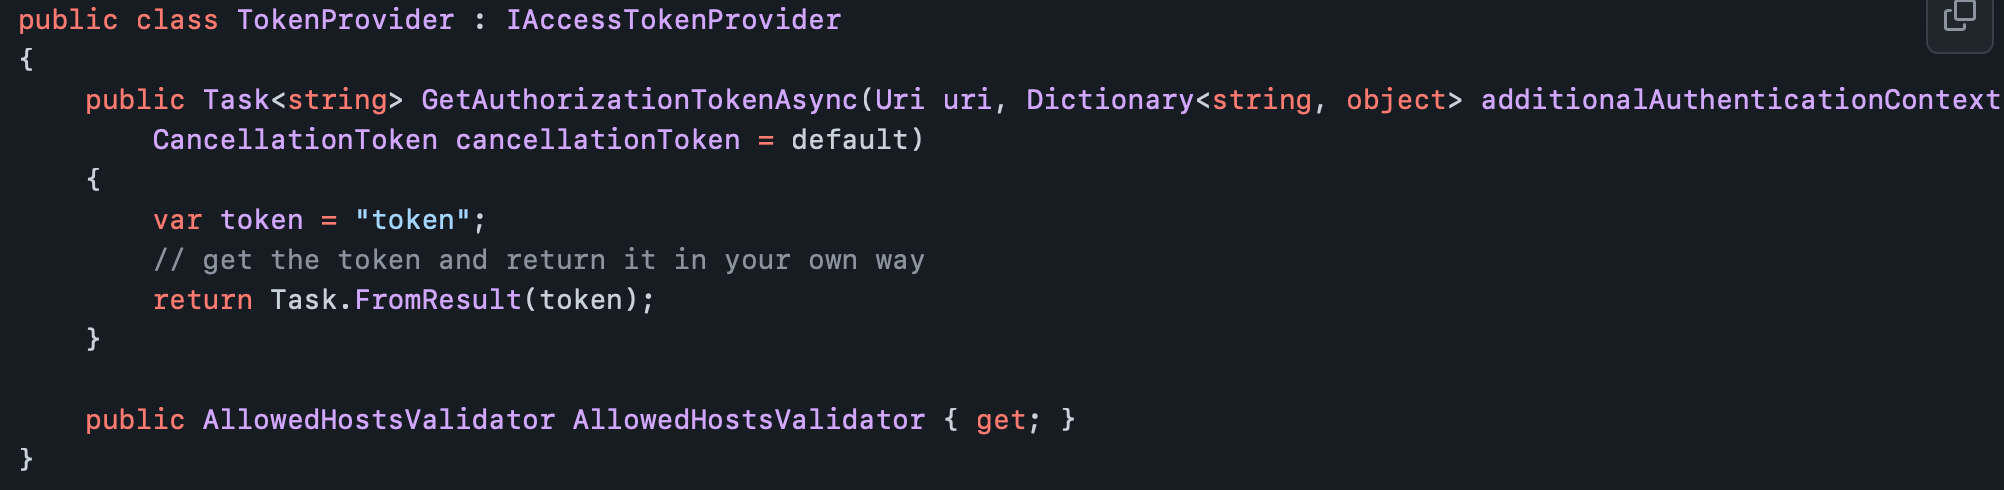 public class TokenProvider : IAccessTokenProvider
{
    public Task<string> GetAuthorizationTokenAsync(Uri uri, Dictionary<string, object> additionalAuthenticationContext
        CancellationToken cancellationToken = default)
    {
        var token = "token";
        // get the token and return it in your own way
        return Task.FromResult(token);
    }

    public AllowedHostsValidator AllowedHostsValidator { get; }
}